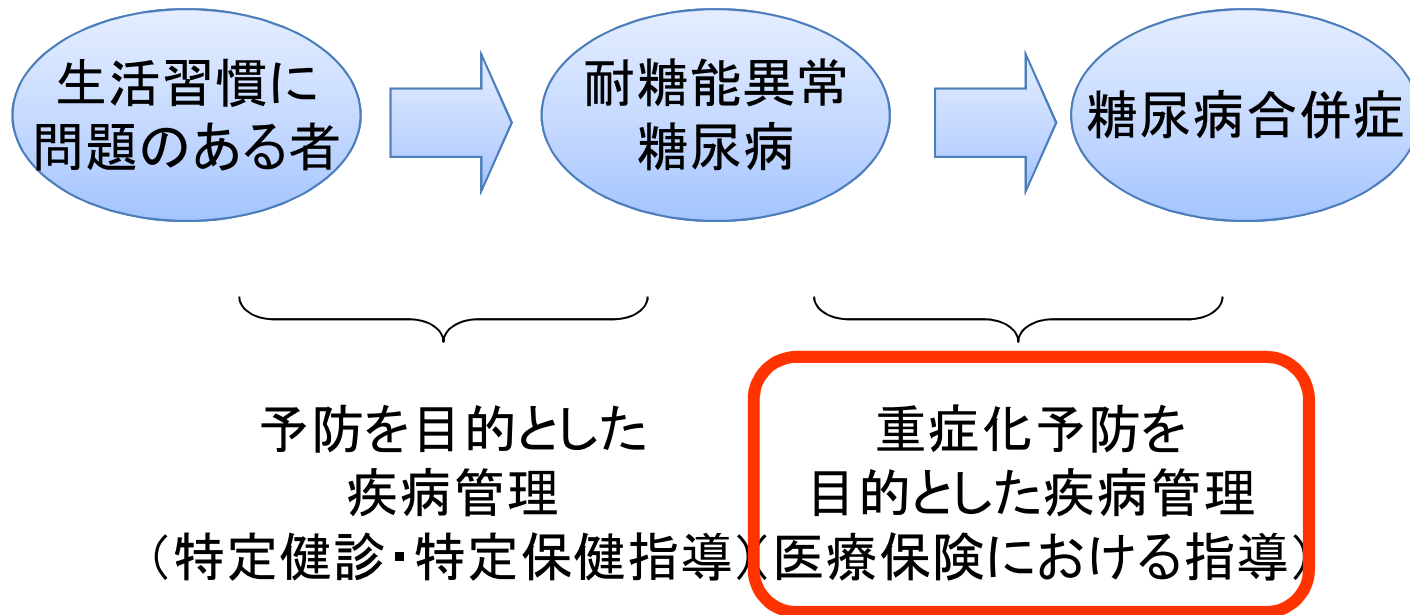 生活習慣に
問題のある者
耐糖能異常
糖尿病
糖尿病合併症
予防を目的とした
疾病管理
（特定健診・特定保健指導）
重症化予防を
目的とした疾病管理
（医療保険における指導）